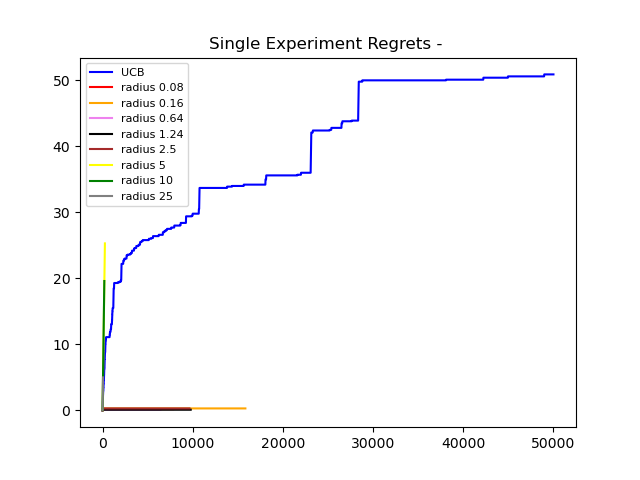 Single Experiment Regrets -
UCB
radius 0.08
radius 0.16
radius 0.64
radius 1.24
radius 2.5
radius 5
radius 10
radius 25
50
40
30
20
10
0
0 10000 20000 30000 40000 50000